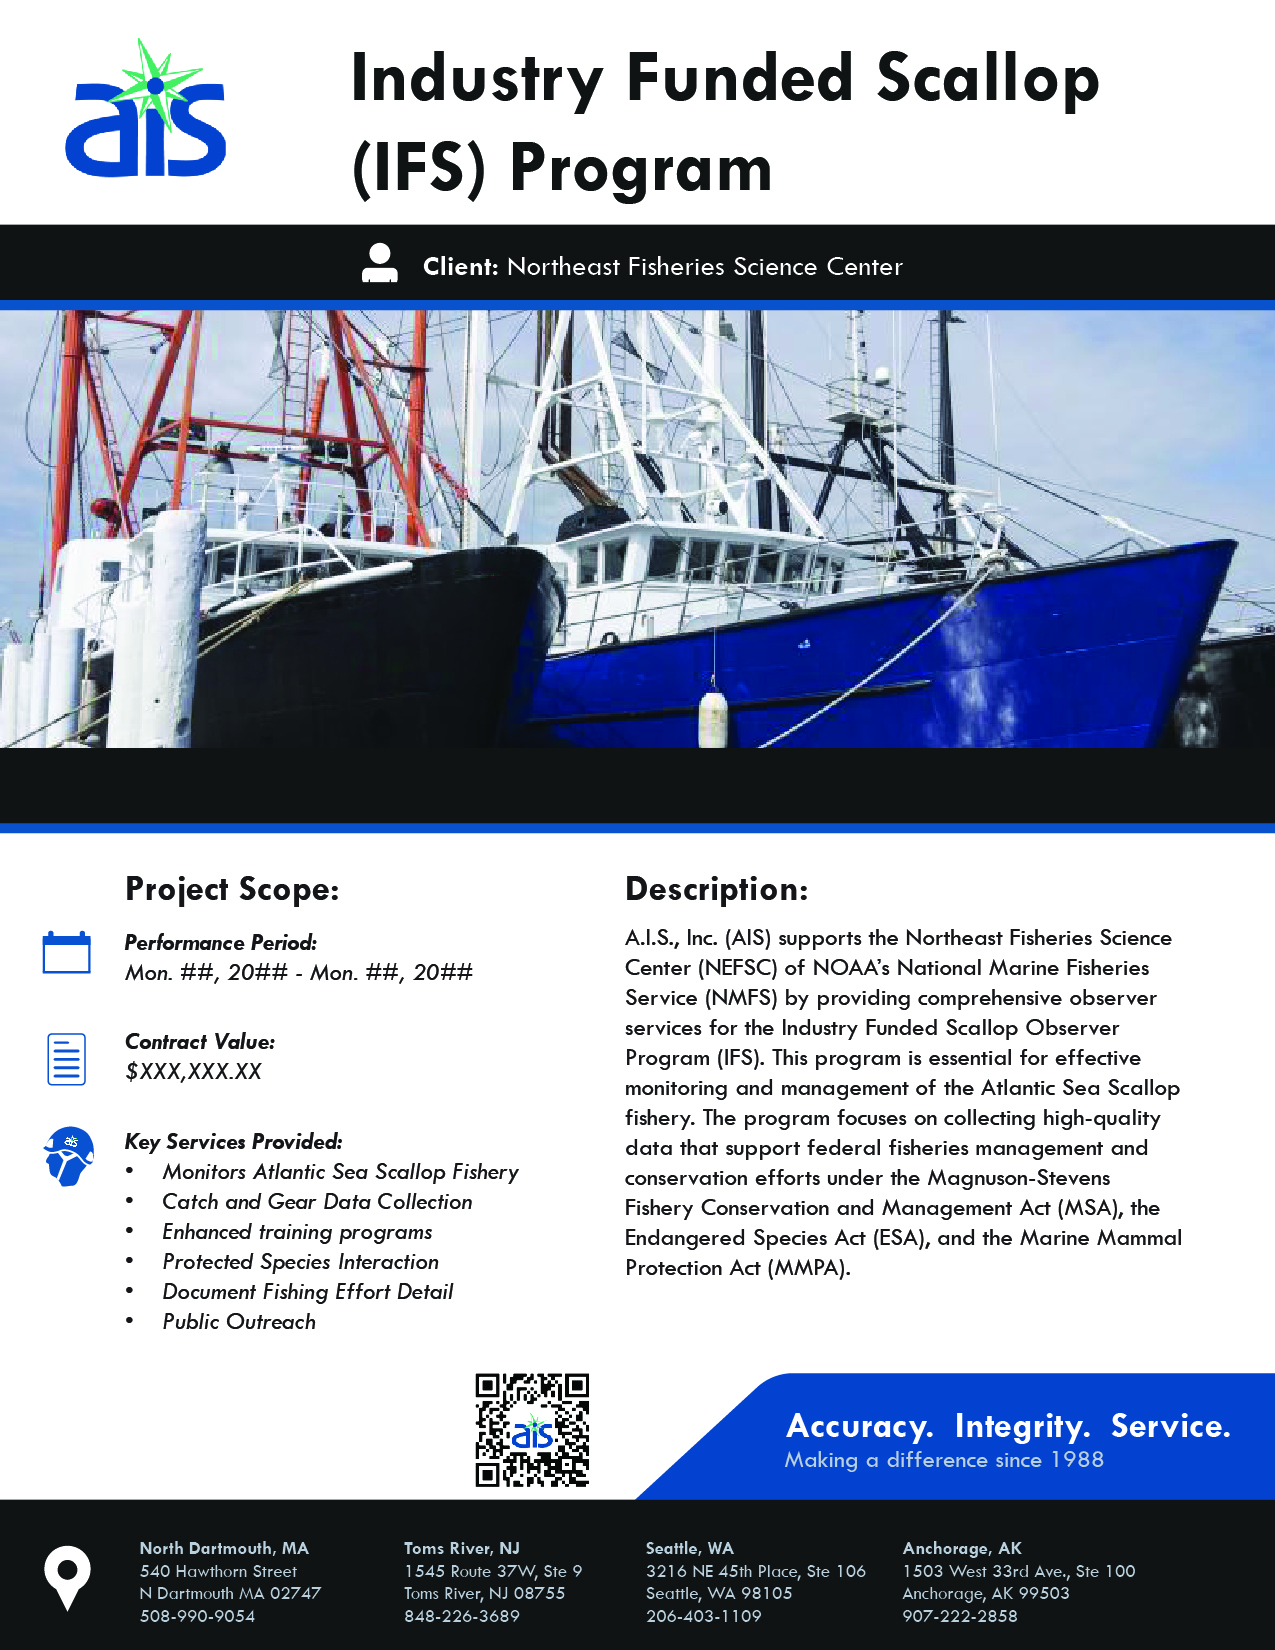 ais
Industry Funded Scallop
(IFS) Program
Client: Northeast Fisheries Science Center
Project Scope:
Performance Period:
Mon. ##, 20## - Mon. ##, 20##
Contract Value:
$XXX,XXX.XX
ais
Key Services Provided:
• Monitors Atlantic Sea Scallop Fishery
• Catch and Gear Data Collection
• Enhanced training programs
• Protected Species Interaction
• Document Fishing Effort Detail
• Public Outreach
Description:
A.I.S., Inc. (AIS) supports the Northeast Fisheries Science
Center (NEFSC) of NOAA’s National Marine Fisheries
Service (NMFS) by providing comprehensive observer
services for the Industry Funded Scallop Observer
Program (IFS). This program is essential for effective
monitoring and management of the Atlantic Sea Scallop
fishery. The program focuses on collecting high-quality
data that support federal fisheries management and
conservation efforts under the Magnuson-Stevens
Fishery Conservation and Management Act (MSA), the
Endangered Species Act (ESA), and the Marine Mammal
Protection Act (MMPA).
ais
Accuracy. Integrity. Service.
Making a difference since 1988
North Dartmouth, MA
540 Hawthorn Street
N Dartmouth MA 02747
508-990-9054
Toms River, NJ
1545 Route 37W, Ste 9
Toms River, NJ 08755
848-226-3689
Seattle, WA
3216 NE 45th Place, Ste 106
Seattle, WA 98105
206-403-1109
Anchorage, AK
1503 West 33rd Ave., Ste 100
Anchorage, AK 99503
907-222-2858